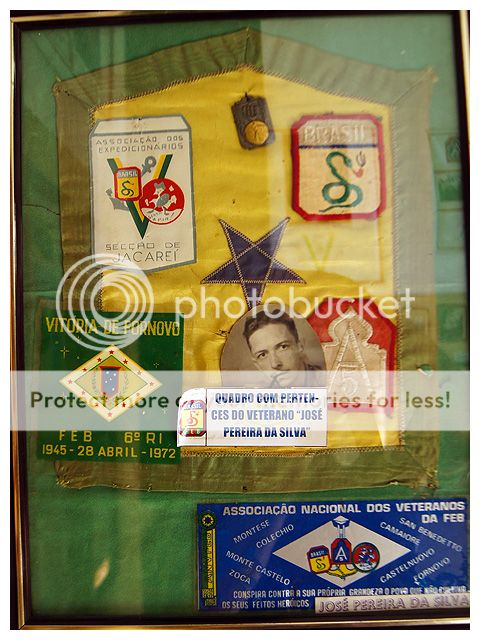 ASSOCIAÇÃO DOS
EXPEDICIONÁRIOS
BRASIL
SECÇÃO DE
JACAREÍ
BRASIL
photobucket
VITÓRIA DE FORNOVO
FEB 6º RI
1945 - 28 ABRIL - 1972
A
5
Protect more of
ries for less!
QUADRO COM PERTEN-
CES DO VETERANO "JOSÉ
PEREIRA DA SILVA"
ASSOCIAÇÃO NACIONAL DOS VETERANOS
DA FEB
MONTESE
COLECHIO
MONTE CASTELO
ZOCA
SAN BENEDETTO
CAMAIORE
CASTELNUOVO
FORNOVO
BRASIL
CONSPIRA CONTRA A SUA PRÓPRIA GRANDEZA O POVO QUE NÃO
OS SEUS FEITOS HERÓICOS
JOSÉ PEREIRA DA SILVA